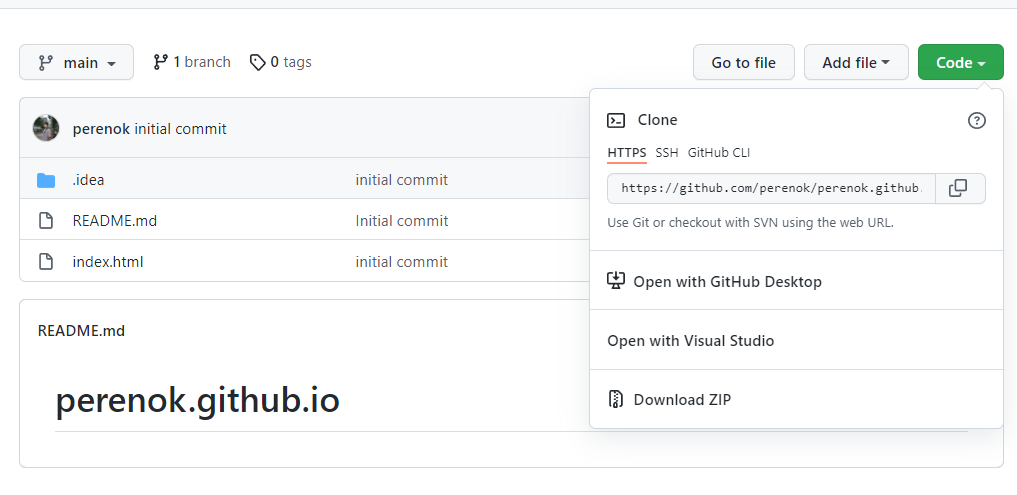 main 1 branch 0 tags Go to file Add file Code
perenok initial commit
.idea initial commit
README.md Initial commit
index.html initial commit
Clone
HTTPS SSH GitHub CLI
https://github.com/perenok/perenok.github.
Use Git or checkout with SVN using the web URL.
Open with GitHub Desktop
Open with Visual Studio
Download ZIP
README.md
perenok.github.io